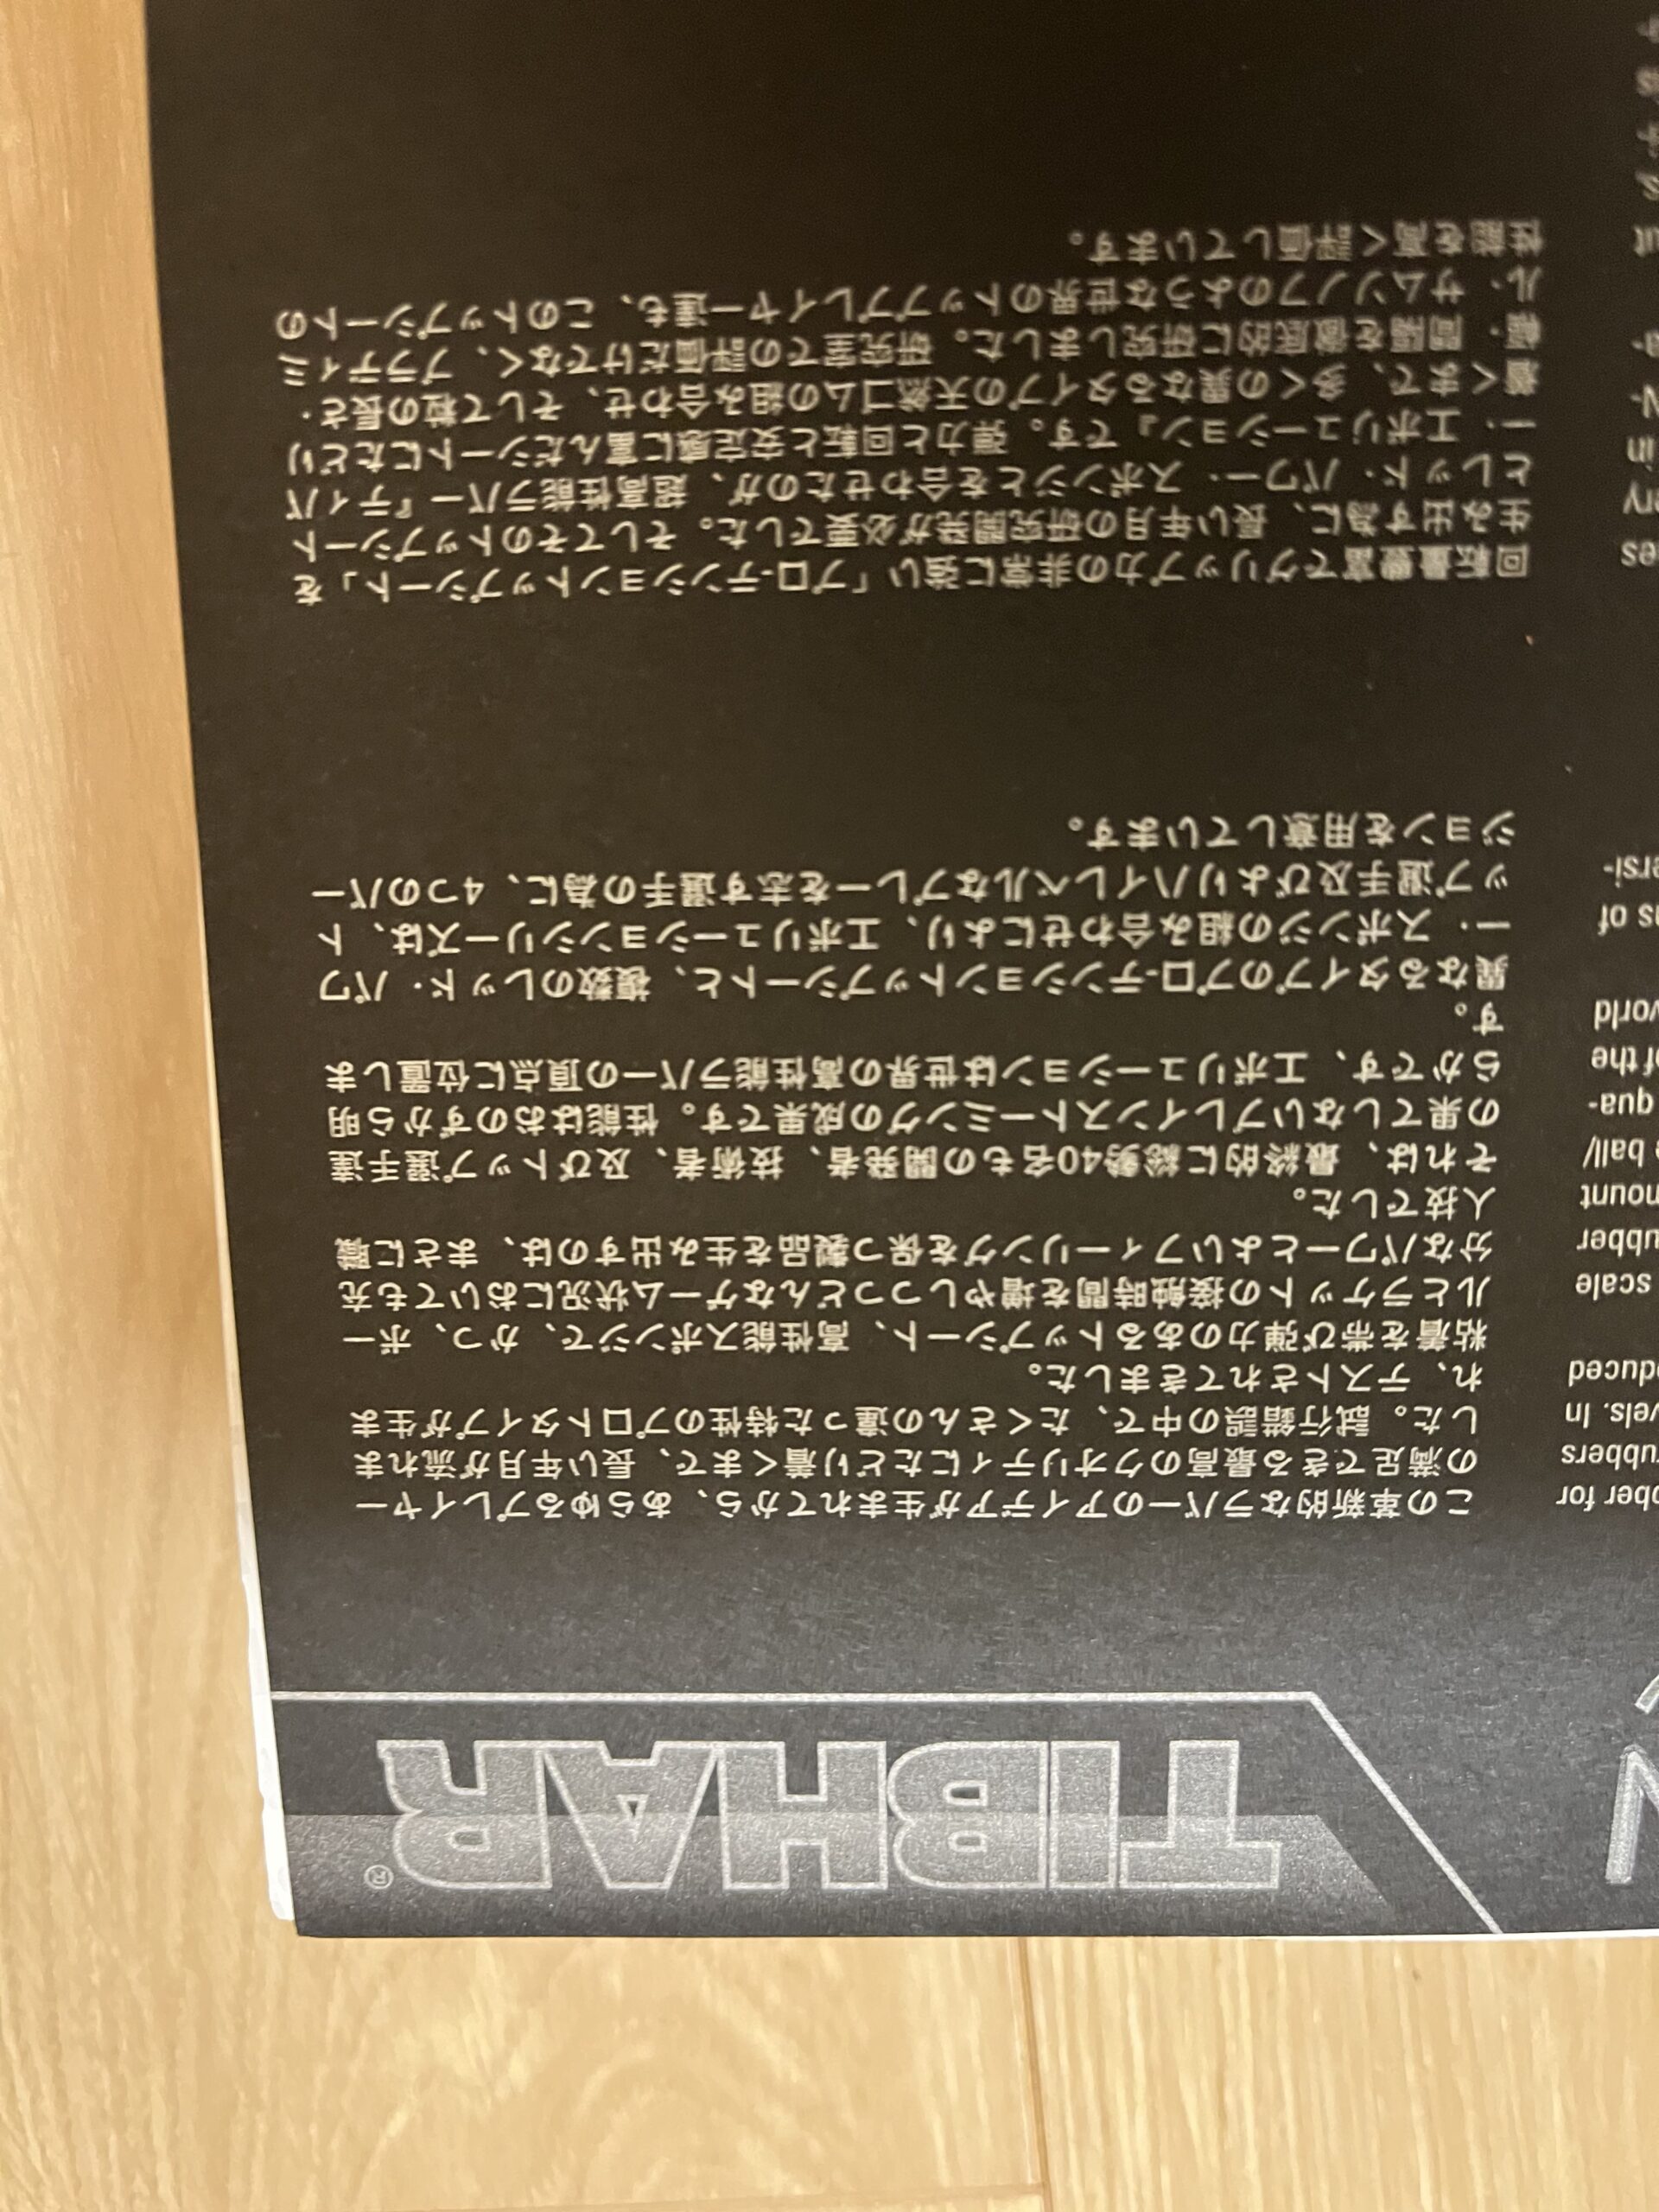 TIBHAR®
この革新的なラバーのアイデアが生まれてから、あらゆるプレイヤー
の満足できる最高のクオリティにたどり着くまで、長い年月が流れま
した。試行錯誤の中で、たくさんの違った特性のプロトタイプが生ま
れ、テストされてきました。
粘着を帯び弾力のあるトップシート、高性能スポンジで、かつ、ボー
ルとラケットの接触時間を増やしつつどんなゲーム状況においても充
分なパワーとよいフィーリングを保つ製品を生み出すのは、まさに職
人技でした。
それは、最終的に総勢40名もの開発者、技術者、及びトップ選手達
の果てしないブレインストーミングの成果です。性能はおのずから明
らかです、エボリューションは世界の高性能ラバーの頂点に位置しま
す。
異なるタイプのプロ-テンショントップシートと、複数のレッド・パワ
ー・スポンジの組み合わせにより、エボリューションシリーズは、ト
ップ選手及びよりハイレベルなプレーを志す選手の為に、4つのバー
ジョンを用意しています。
回転量豊富でグリップ力の非常に強い「プロ-テンショントップシート」を
生み出す為に、長い年月の研究開発が必要でした。そしてそのトップシート
とレッド・パワー・スポンジとを合わせたのが、超高性能ラバー『ティバ
ー・エボリューション』です。弾力と回転と安定感に富んだシートにたどり
着くまで、多くの異なるタイプの天然ゴムの組み合わせ、そして粒の長さ・
幅・間隔を徹底的に研究しました。研究室での評価だけでなく、ブラディミ
ル・サムソノフのような世界のトッププレイヤー達も、このトップシートの
性能を高く評価しています。
for
vels. In
scale
ball/
qua-
of the
world
of
in